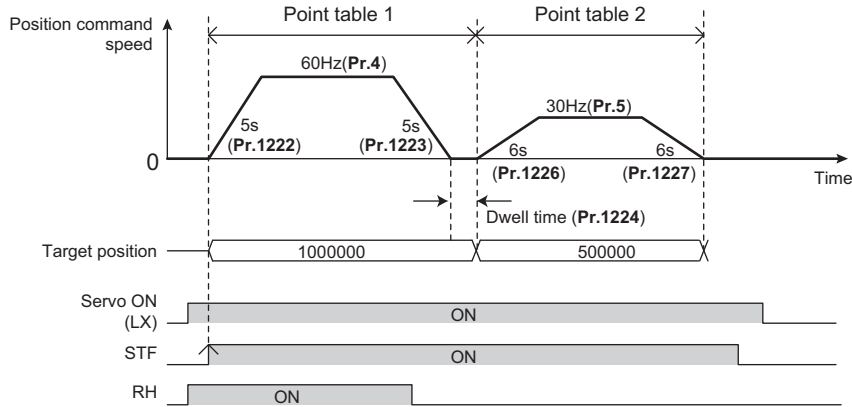 Position command
speed
Point table 1
Point table 2
60Hz(Pr.4)
30Hz(Pr.5)
5s
(Pr.1222)
5s
(Pr.1223)
6s
(Pr.1226)
6s
(Pr.1227)
0
Time
Dwell time (Pr.1224)
Target position
1000000
500000
Servo ON
(LX)
ON
STF
ON
RH
ON